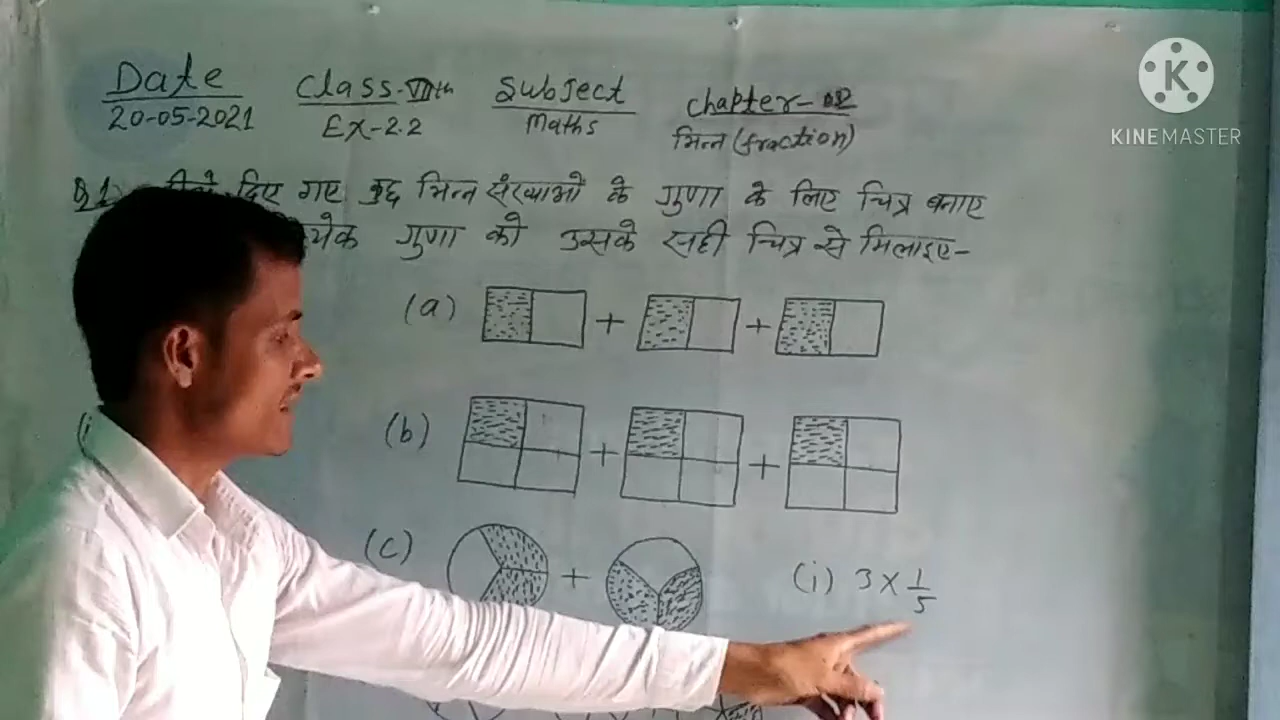 Date Class-VIIth Subject Chapter-02
20-05-2021 Ex-2.2 Maths भिन्न (fraction)
K
KINEMASTER
Q.1. दिए गए कुछ भिन्न संख्याओं के गुणा के लिए चित्र बनाए
गुणा को उसके सही चित्र से मिलाइए-
(a) + +
(b) + +
(c) + (i) 3 × 1/5